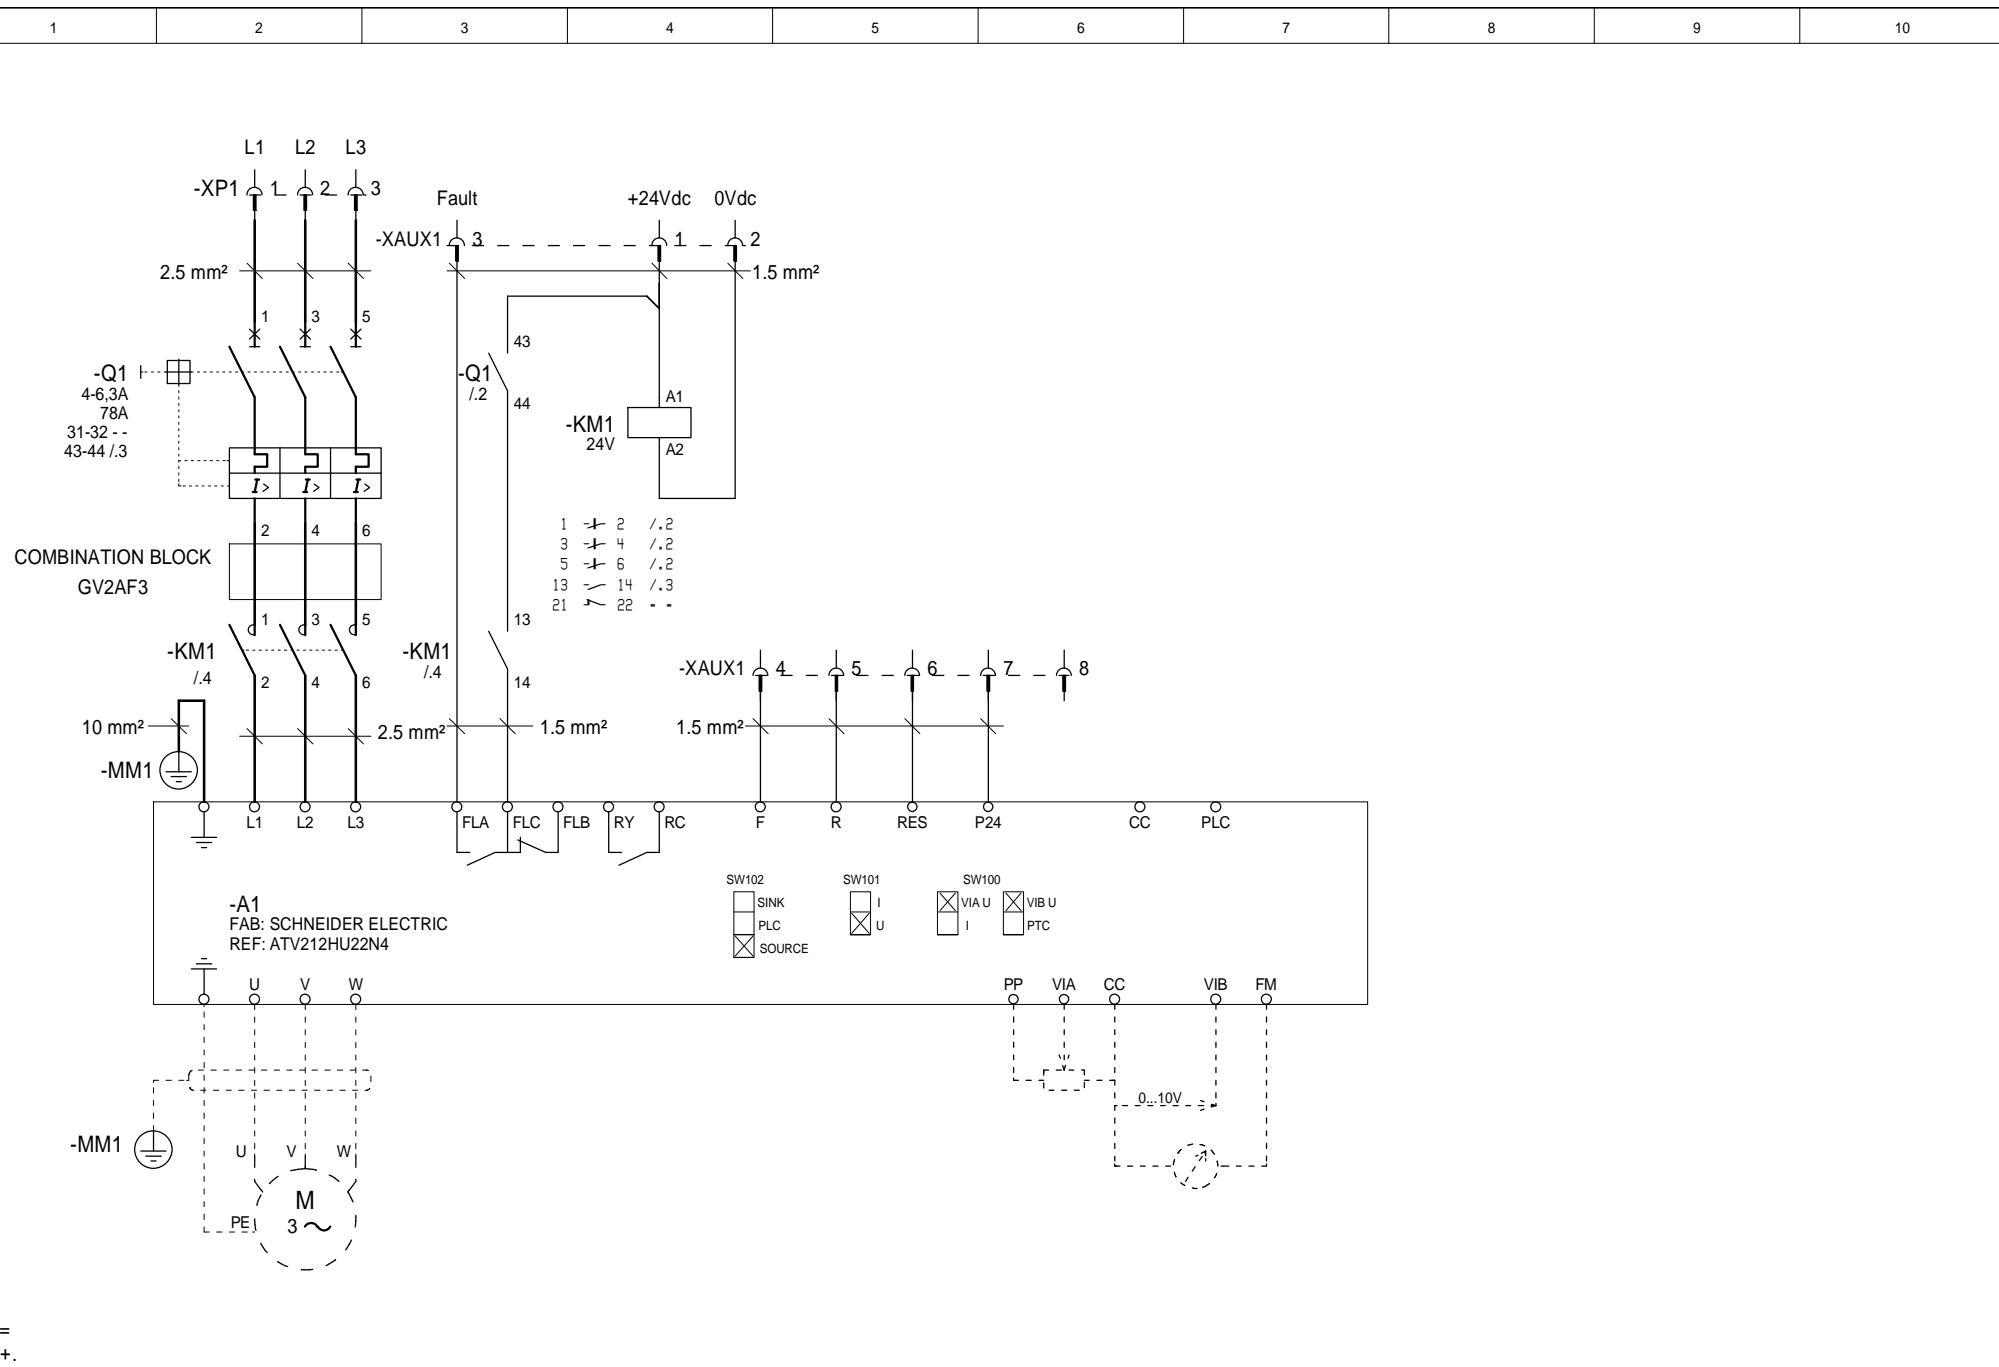 1 2 3 4 5 6 7 8 9 10
L1 L2 L3
-XP1 1 2 3
Fault +24Vdc 0Vdc
-XAUX1 3 1 2
2.5 mm² 1.5 mm²
1 3 5
43
-Q1
4-6,3A
78A
31-32 - -
43-44 /.3
-Q1
/.2
44
A1
-KM1
24V
A2
I> I> I>
2 4 6
1 2 /.2
3 4 /.2
5 6 /.2
13 14 /.3
21 22 - -
COMBINATION BLOCK
GV2AF3
1 3 5
13
-KM1
/.4
2 4 6
-KM1
/.4
14
-XAUX1 4 5 6 7 8
10 mm² 2.5 mm² 1.5 mm² 1.5 mm²
-MM1
L1 L2 L3 FLA FLC FLB RY RC F R RES P24 CC PLC
SW102 SW101 SW100
SINK I VIA U VIB U
PLC U I PTC
SOURCE
-A1
FAB: SCHNEIDER ELECTRIC
REF: ATV212HU22N4
U V W PP VIA CC VIB FM
0...10V
-MM1
U V W
M
3
PE
=
+.